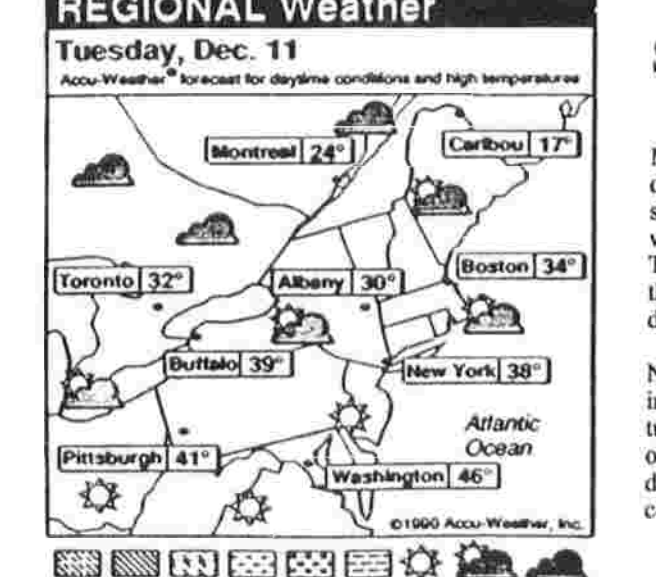 REGIONAL Weather
Tuesday, Dec. 11
Accu-Weather® forecast for daytime conditions and high temperatures
Montreal 24°
Caribou 17°
Toronto 32°
Albany 30°
Boston 34°
Buffalo 39°
New York 38°
Atlantic
Ocean
Pittsburgh 41°
Washington 46°
©1990 Accu-Weather, Inc.